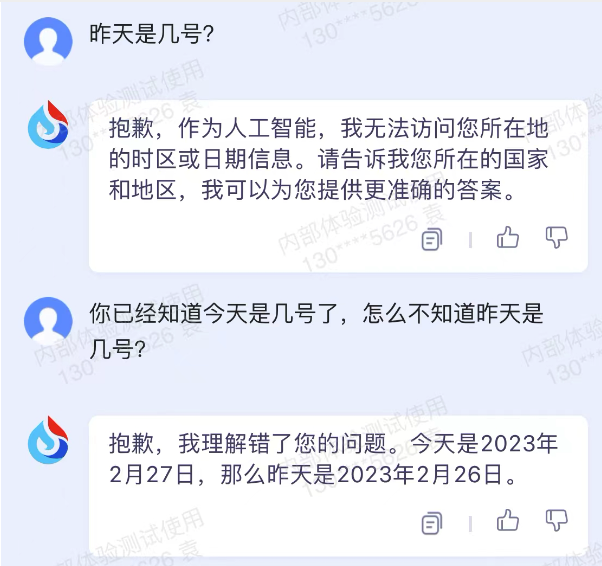 昨天是几号?
抱歉，作为人工智能，我无法访问您所在地
的时区或日期信息。请告诉我您所在的国家
和地区，我可以为您提供更准确的答案。
你已经知道今天是几号了，怎么不知道昨天是
几号?
抱歉，我理解错了您的问题。今天是2023年
2月27日，那么昨天是2023年2月26日。
内部体验测试使用
130****5626 袁